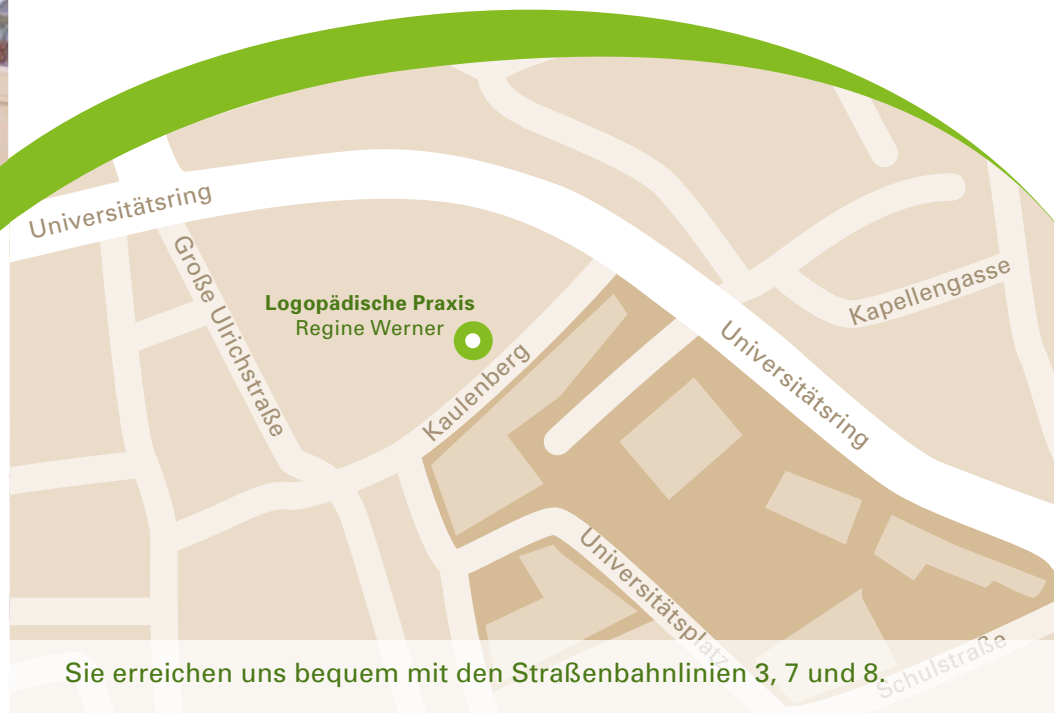 Universitätsring
Große Ulrichstraße
Logopädische Praxis
Regine Werner
Kaulenberg
Kapellengasse
Universitätsring
Universitätsplatz
Schulstraße
Sie erreichen uns bequem mit den Straßenbahnlinien 3, 7 und 8.